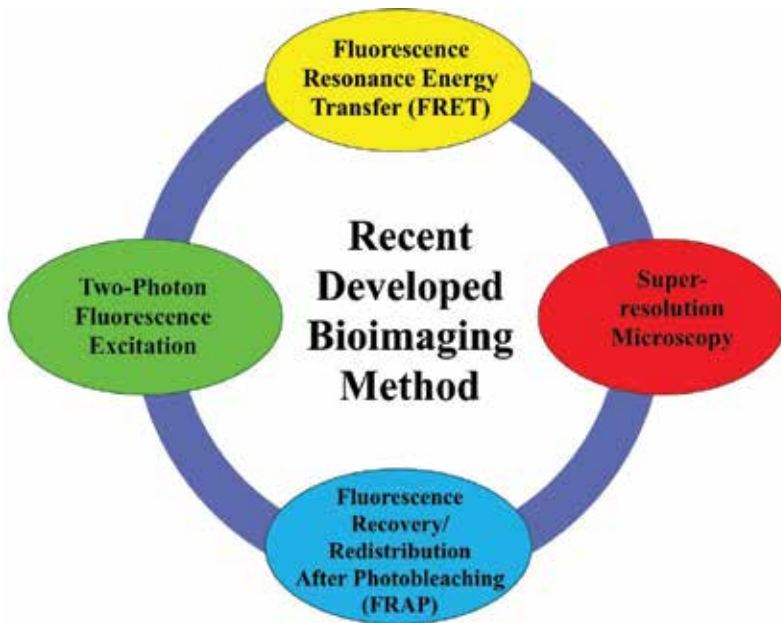 Fluorescence
Resonance Energy
Transfer (FRET)
Two-Photon
Fluorescence
Excitation
Recent
Developed
Bioimaging
Method
Super-
resolution
Microscopy
Fluorescence
Recovery/
Redistribution
After Photobleaching
(FRAP)